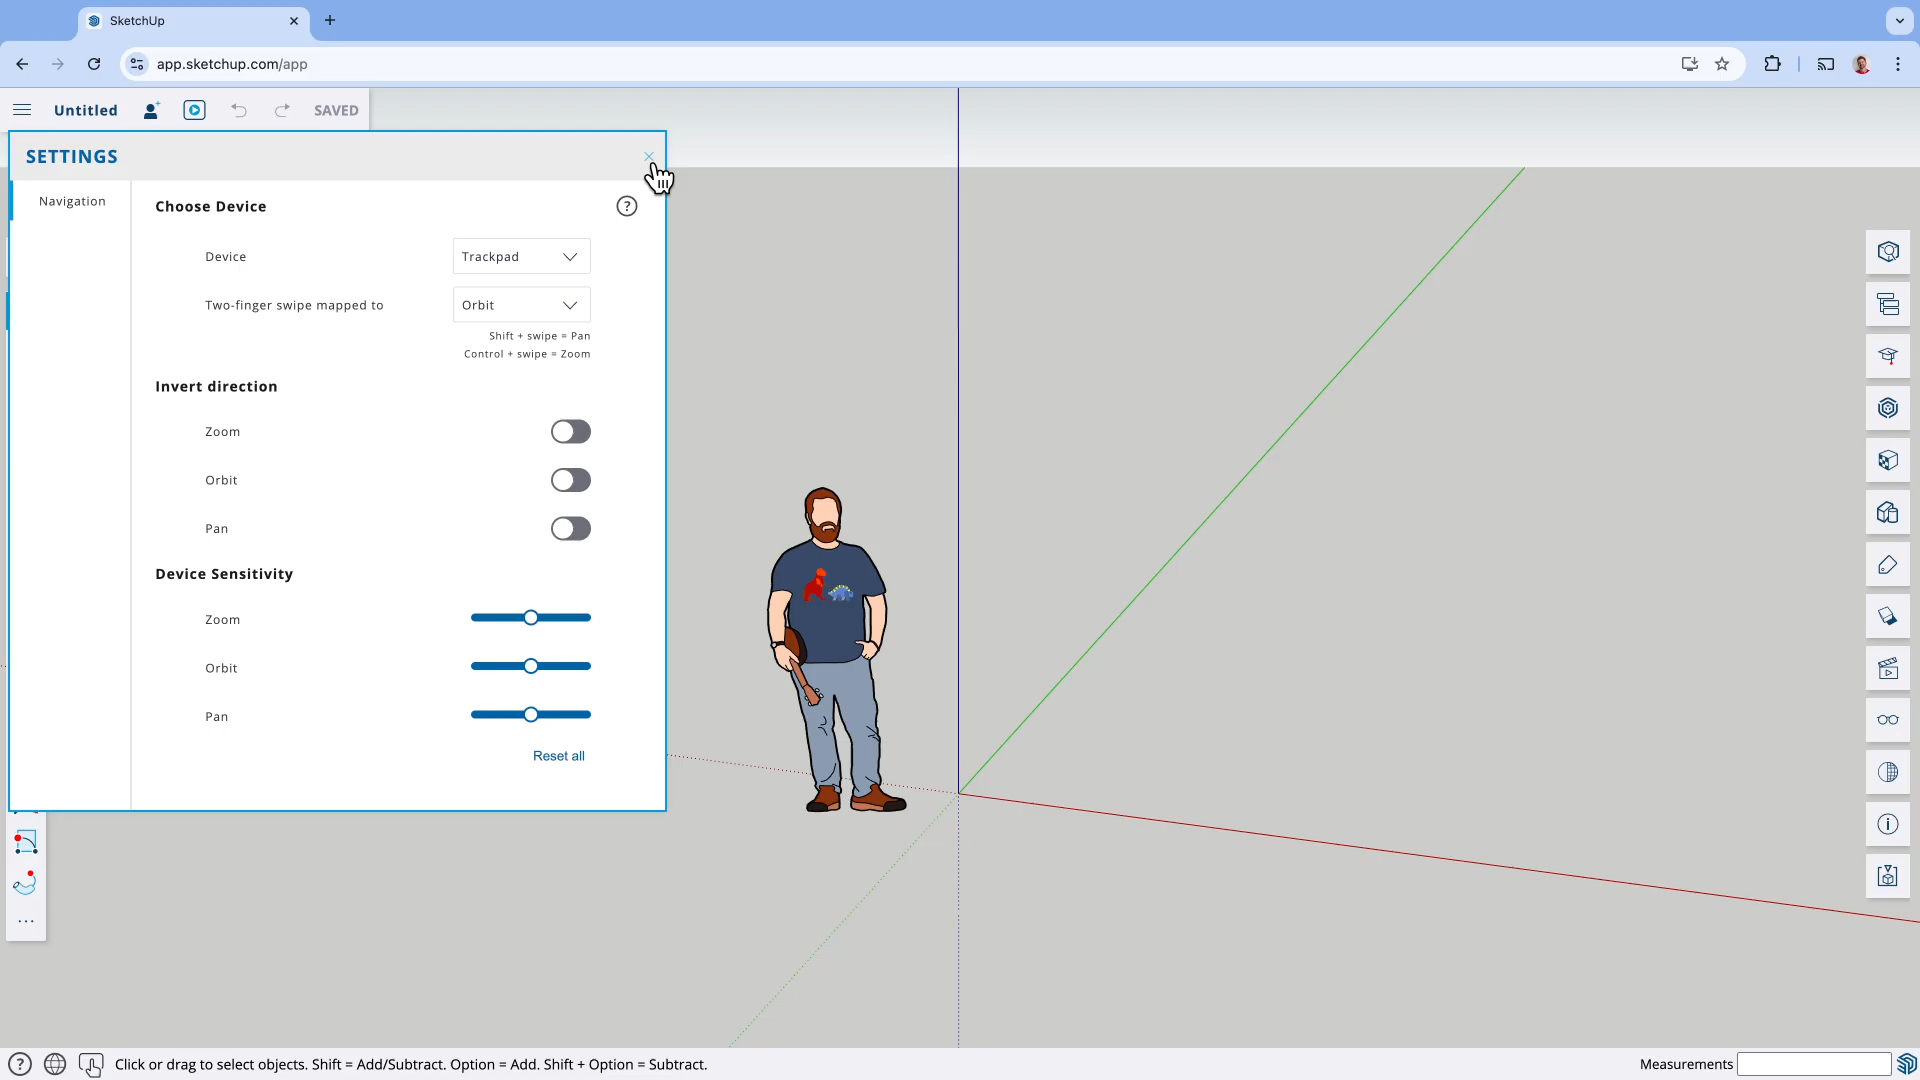 SketchUp
app.sketchup.com/app
Untitled
SAVED
SETTINGS
Navigation
Choose Device
Device
Trackpad
Two-finger swipe mapped to
Orbit
Shift + swipe = Pan
Control + swipe = Zoom
Invert direction
Zoom
Orbit
Pan
Device Sensitivity
Zoom
Orbit
Pan
Reset all
Click or drag to select objects. Shift = Add/Subtract. Option = Add. Shift + Option = Subtract.
Measurements